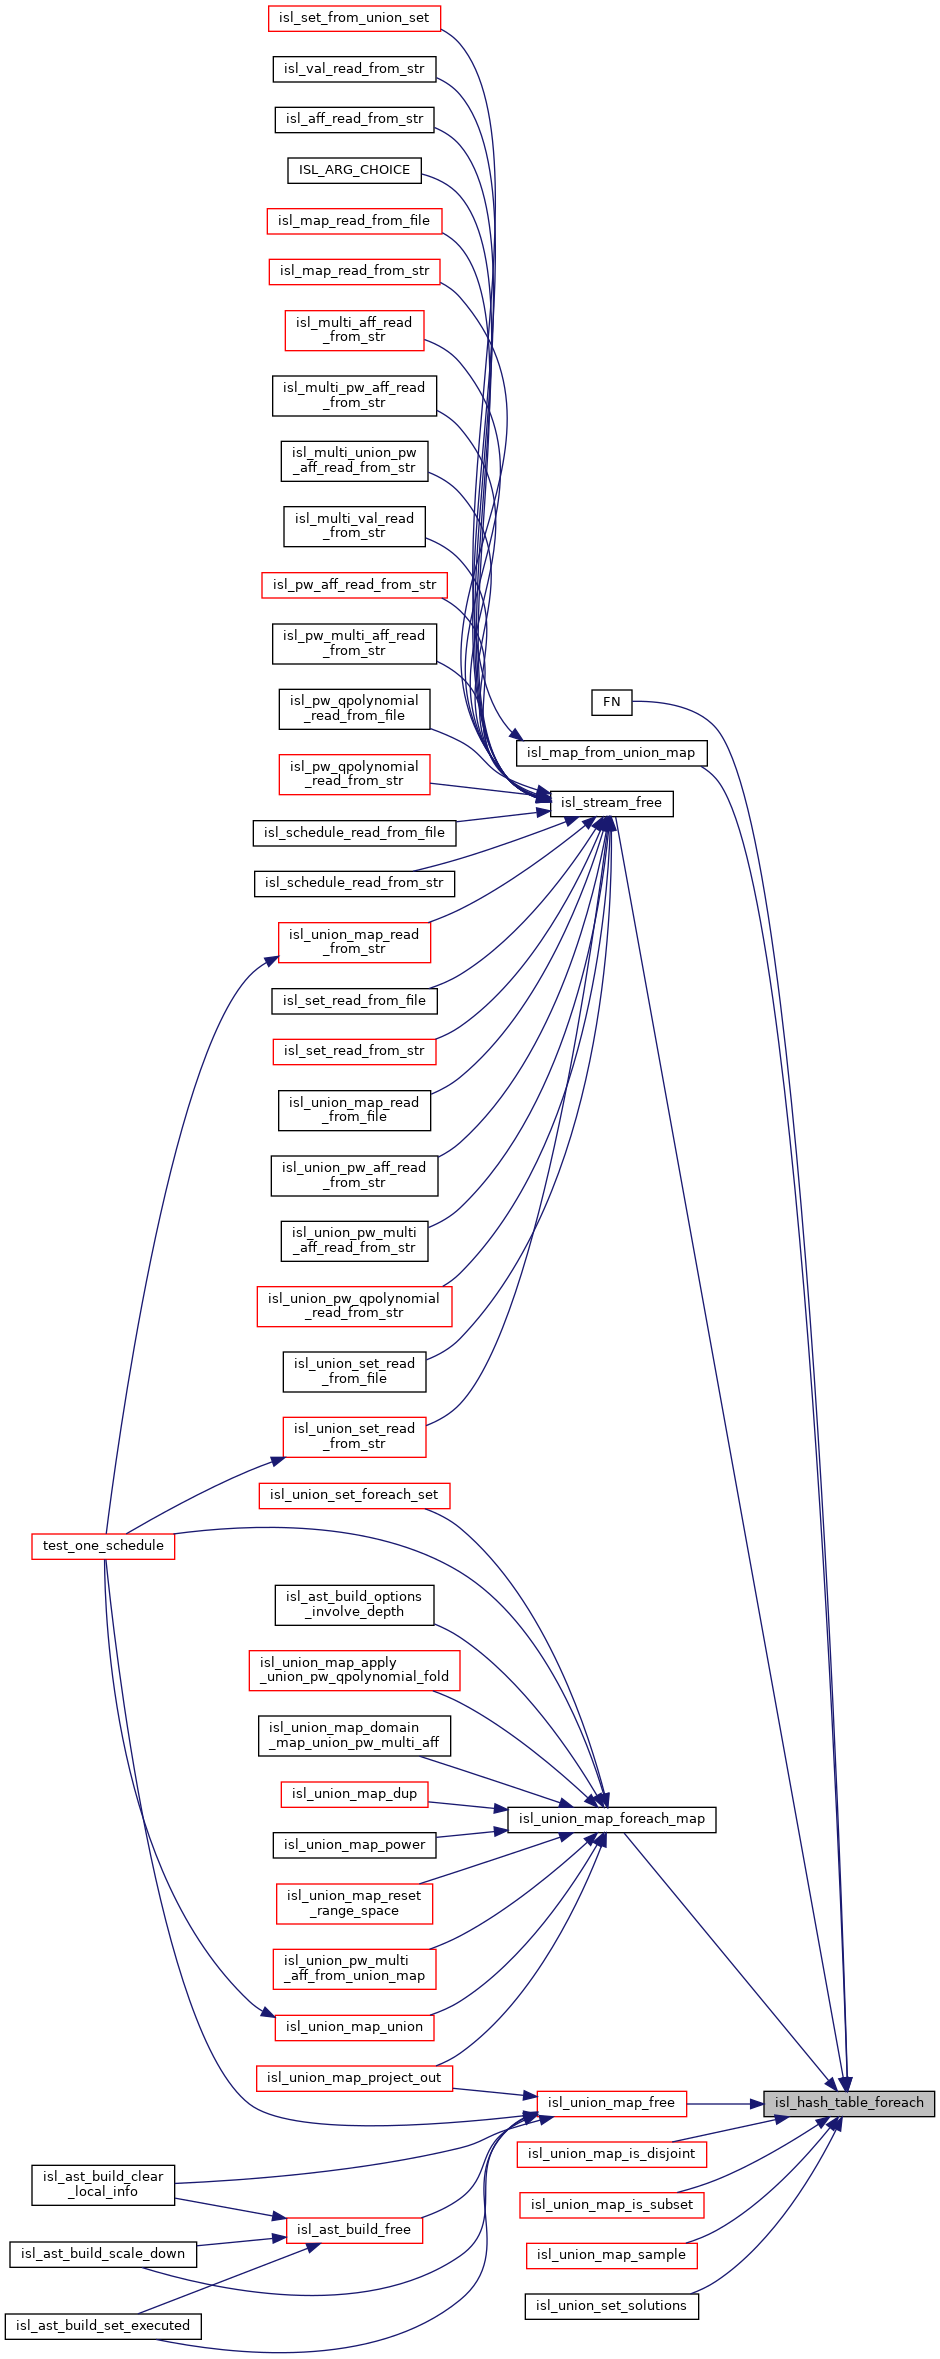 isl_set_from_union_set
isl_val_read_from_str
isl_aff_read_from_str
ISL_ARG_CHOICE
isl_map_read_from_file
isl_map_read_from_str
isl_multi_aff_read
_from_str
isl_multi_pw_aff_read
_from_str
isl_multi_union_pw
_aff_read_from_str
isl_multi_val_read
_from_str
isl_pw_aff_read_from_str
isl_pw_multi_aff_read
_from_str
isl_pw_qpolynomial
_read_from_file
FN
isl_map_from_union_map
isl_pw_qpolynomial
_read_from_str
isl_stream_free
isl_schedule_read_from_file
isl_schedule_read_from_str
isl_union_map_read
_from_str
isl_set_read_from_file
isl_set_read_from_str
isl_union_map_read
_from_file
isl_union_pw_aff_read
_from_str
isl_union_pw_multi
_aff_read_from_str
isl_union_pw_qpolynomial
_read_from_str
isl_union_set_read
_from_file
isl_union_set_read
_from_str
isl_union_set_foreach_set
test_one_schedule
isl_ast_build_options
_involve_depth
isl_union_map_apply
_union_pw_qpolynomial_fold
isl_union_map_domain
_map_union_pw_multi_aff
isl_union_map_dup
isl_union_map_foreach_map
isl_union_map_power
isl_union_map_reset
_range_space
isl_union_pw_multi
_aff_from_union_map
isl_union_map_union
isl_union_map_project_out
isl_union_map_free
isl_hash_table_foreach
isl_union_map_is_disjoint
isl_ast_build_clear
_local_info
isl_union_map_is_subset
isl_ast_build_free
isl_ast_build_scale_down
isl_union_map_sample
isl_union_set_solutions
isl_ast_build_set_executed